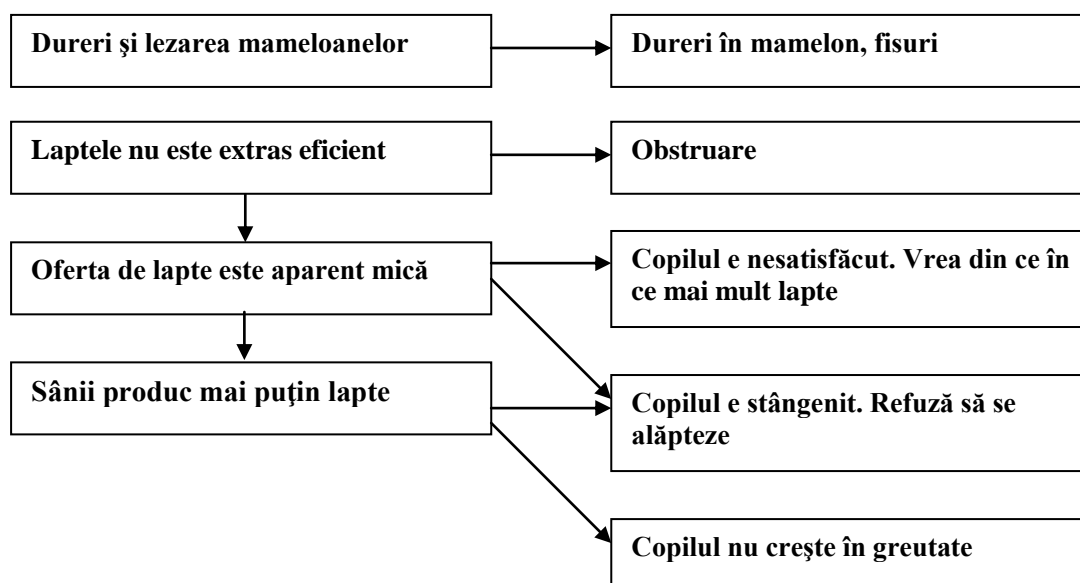 Dureri şi lezarea mameloanelor
Dureri în mamelon, fisuri
Laptele nu este extras eficient
Obstruare
Oferta de lapte este aparent mică
Copilul e nesatisfăcut. Vrea din ce în
ce mai mult lapte
Sânii produc mai puţin lapte
Copilul e stângenit. Refuză să se
alăpteze
Copilul nu creşte în greutate